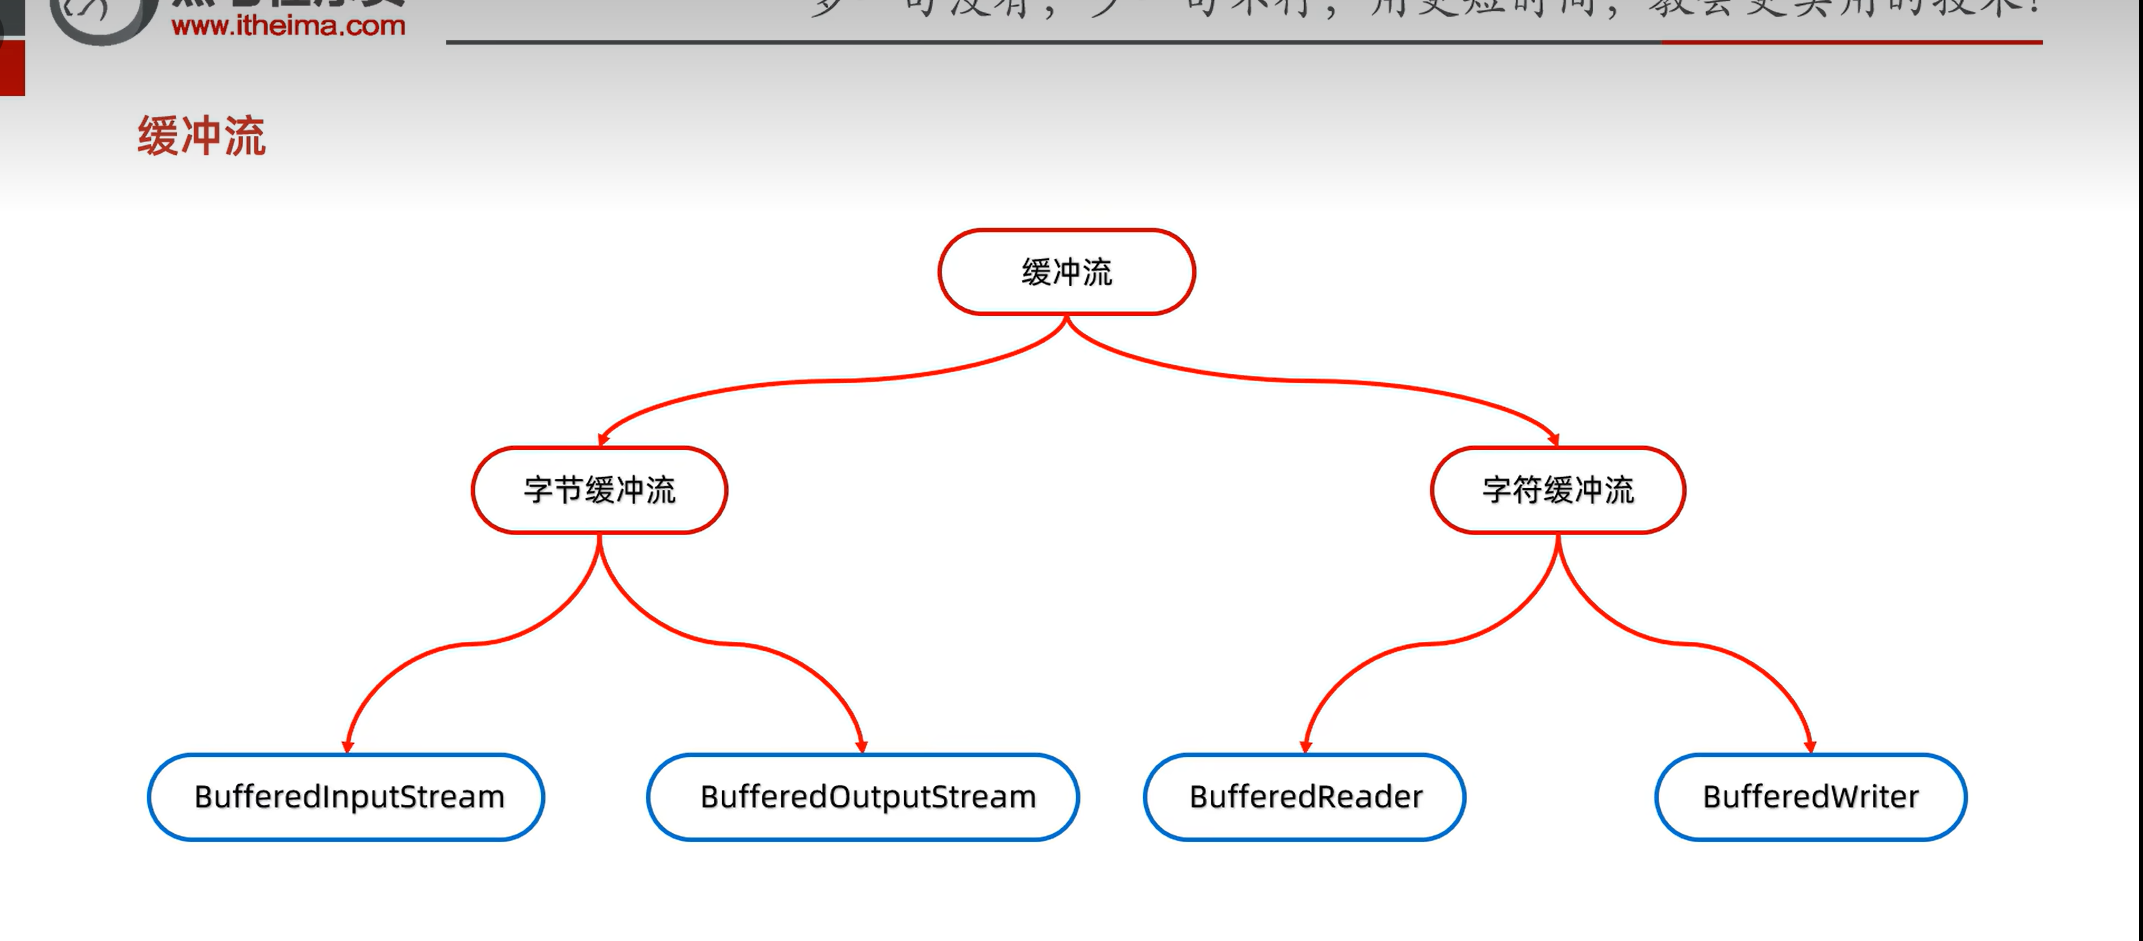 www.itheima.com
缓冲流
缓冲流
字节缓冲流
字符缓冲流
BufferedInputStream
BufferedOutputStream
BufferedReader
BufferedWriter